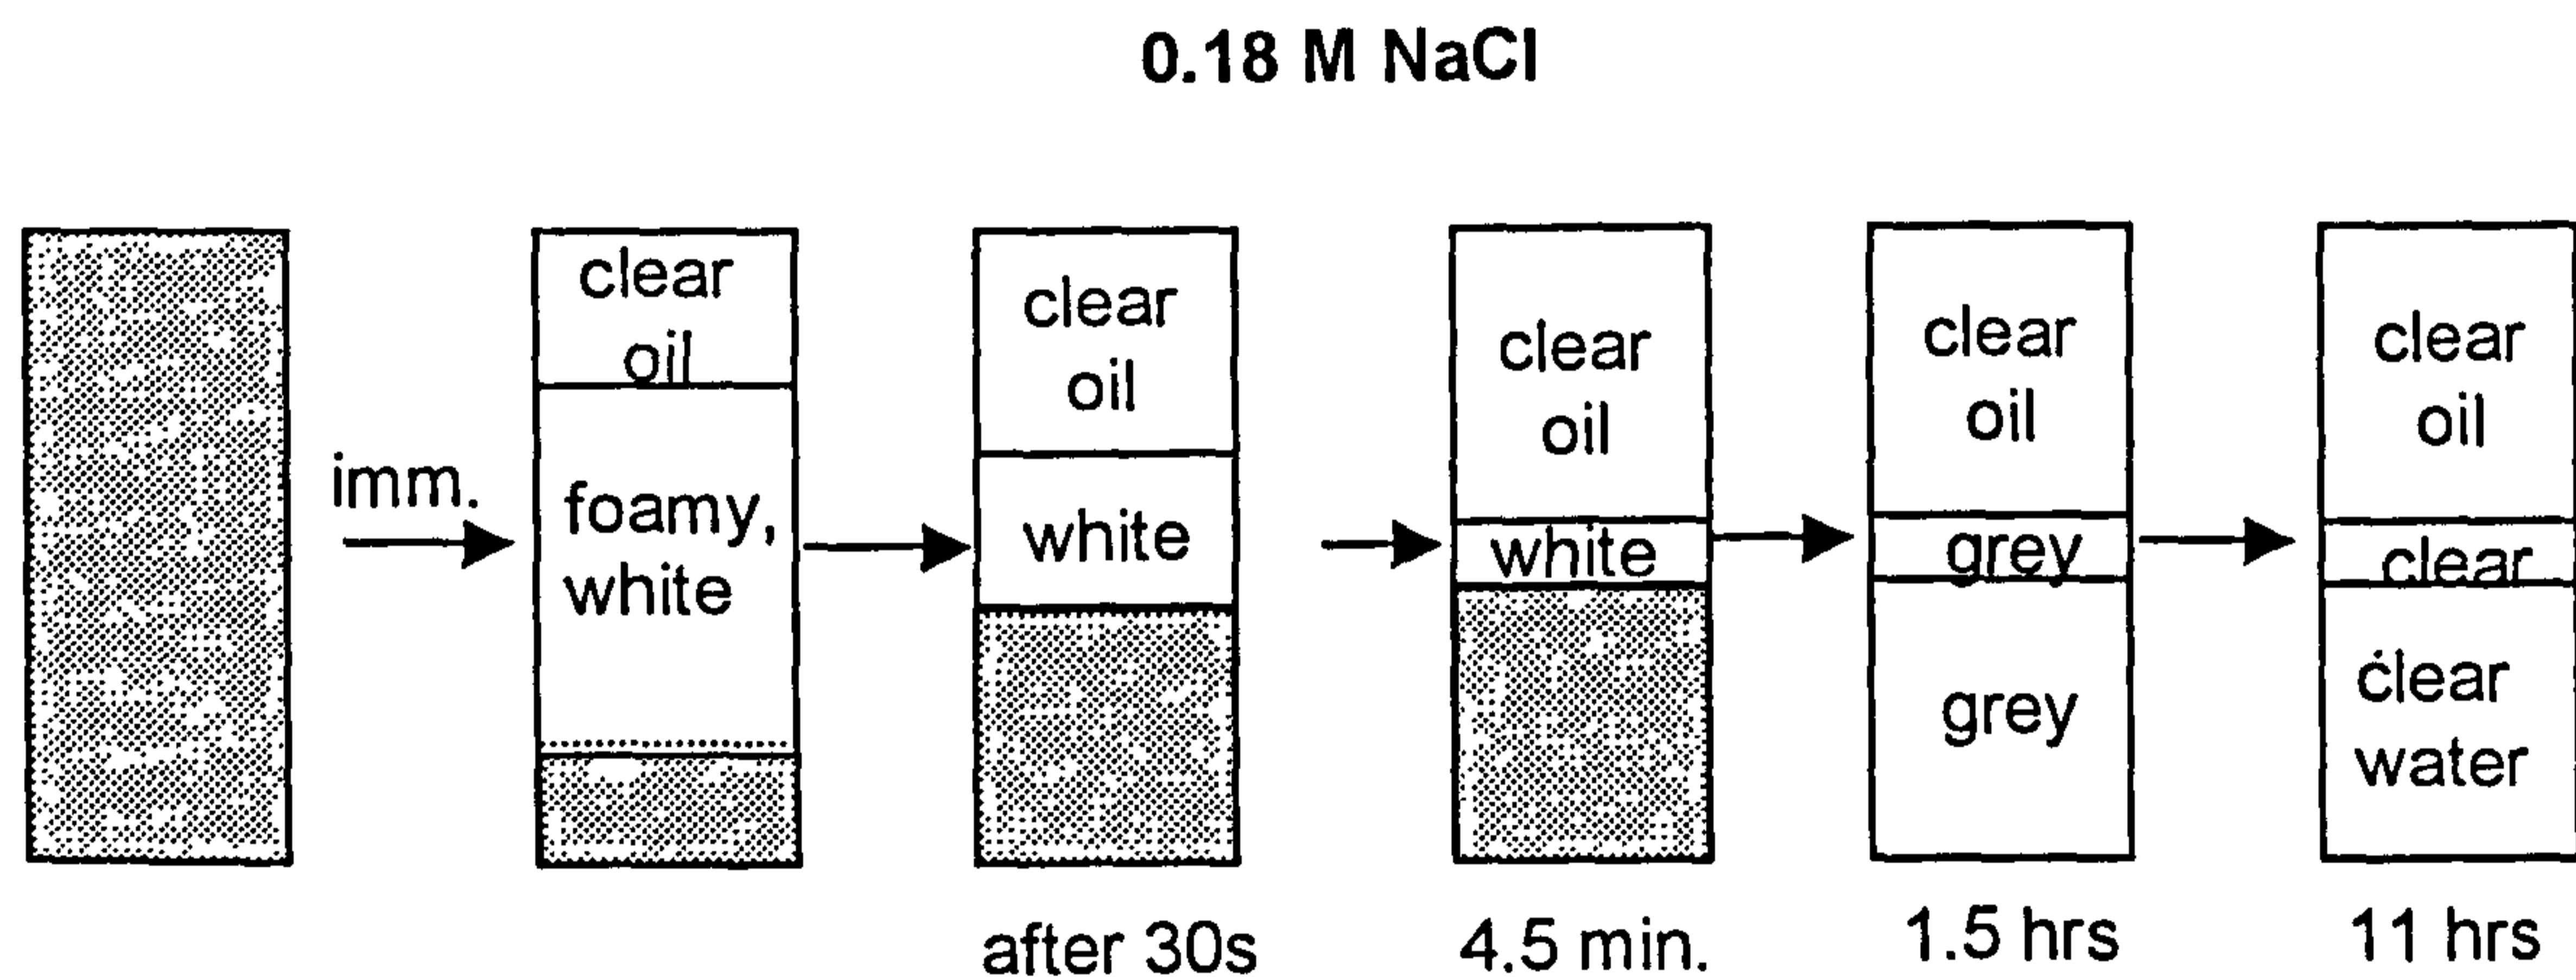 0.18 M NaCl
imm.
clear
oil
foamy,
white
clear
oil
white
after 30s
clear
oil
white
4.5 min.
clear
oil
grey
grey
1.5 hrs
clear
oil
clear
clear
water
11 hrs